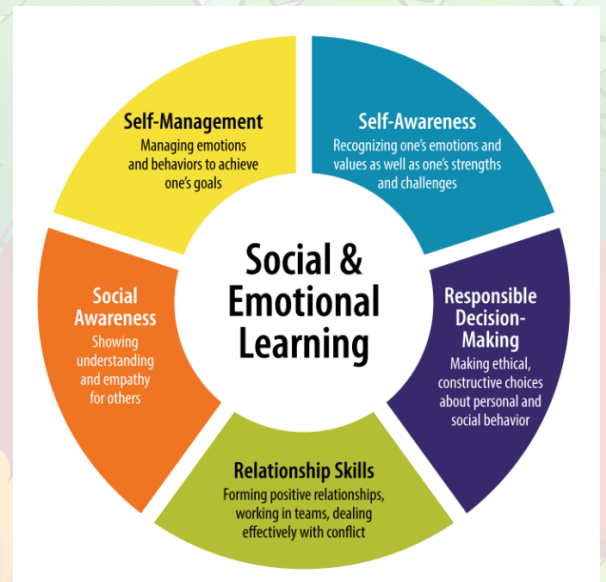 Social &
Emotional
Learning
Self-Awareness
Recognizing one's emotions and
values as well as one's strengths
and challenges
Responsible
Decision-
Making
Making ethical,
constructive choices
about personal and
social behavior
Relationship Skills
Forming positive relationships,
working in teams, dealing
effectively with conflict
Social
Awareness
Showing
understanding
and empathy
for others
Self-Management
Managing emotions
and behaviors to achieve
one's goals